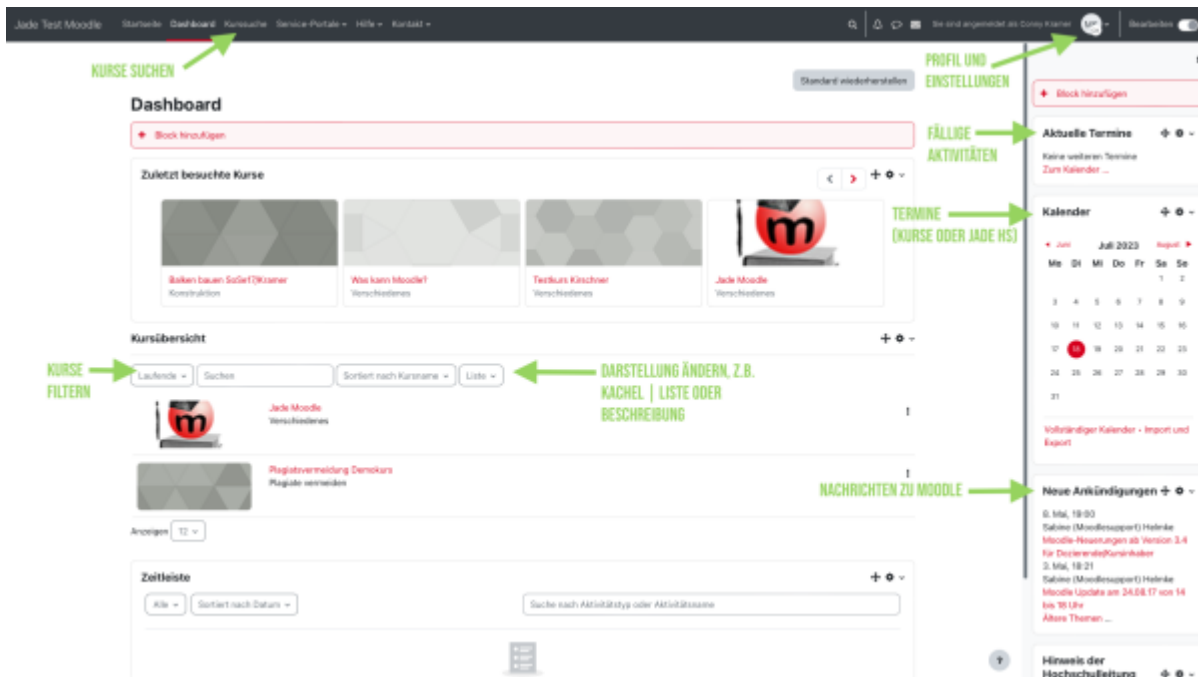 Jade Test Moodle Startseite Dashboard Kurssuche Service-Portale Hilfe Kontakt Sie sind angemeldet als Conny Kramer Bearbeiten
KURSE SUCHEN
PROFIL UND
EINSTELLUNGEN
Standard wiederherstellen
Dashboard
+ Block hinzufügen
Zuletzt besuchte Kurse
Balken bauen SoSe17/Kramer
Konstruktion
Was kann Moodle?
Verschiedenes
Testkurs Kirschner
Verschiedenes
Jade Moodle
Verschiedenes
Kursübersicht
KURSE
FILTERN
Laufende Suchen Sortiert nach Kursname Liste
DARSTELLUNG ÄNDERN, Z.B.
KACHEL | LISTE ODER
BESCHREIBUNG
Jade Moodle
Verschiedenes
Plagiatsvermeidung Demokurs
Plagiate vermeiden
Anzeigen 12
Zeitleiste
Alle Sortiert nach Datum Suche nach Aktivitätstyp oder Aktivitätsname
+ Block hinzufügen
FÄLLIGE
AKTIVITÄTEN
Aktuelle Termine
Keine weiteren Termine
Zum Kalender ...
TERMINE
(KURSE ODER JADE HS)
Kalender
Juni Juli 2023 August
Mo Di Mi Do Fr Sa So
1 2
3 4 5 6 7 8 9
10 11 12 13 14 15 16
17 18 19 20 21 22 23
24 25 26 27 28 29 30
31
Vollständiger Kalender • Import und
Export
NACHRICHTEN ZU MOODLE
Neue Ankündigungen
8. Mai, 19:00
Sabine (Moodlesupport) Helmke
Moodle-Neuerungen ab Version 3.4
für Dozierende/Kursinhaber
3. Mai, 18:21
Sabine (Moodlesupport) Helmke
Moodle Update am 24.08.17 von 14
bis 18 Uhr
Ältere Themen ...
Hinweis der
Hochschulleitung